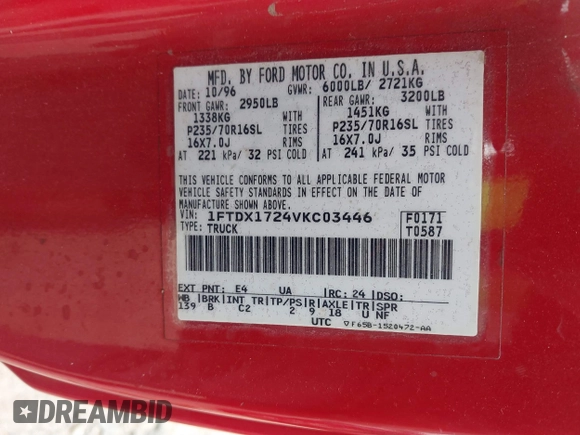 MFD. BY FORD MOTOR CO. IN U.S.A.
DATE: 10/96 GVWR: 6000LB/ 2721KG
FRONT GAWR: 2950LB REAR GAWR: 3200LB
1338KG WITH 1451KG WITH
P235/70R16SL TIRES P235/70R16SL TIRES
16X7.0J RIMS 16X7.0J RIMS
AT 221 kPa/ 32 PSI COLD AT 241 kPa/ 35 PSI COLD
THIS VEHICLE CONFORMS TO ALL APPLICABLE FEDERAL MOTOR
VEHICLE SAFETY STANDARDS IN EFFECT ON THE DATE OF
MANUFACTURE SHOWN ABOVE.
VIN: 1FTDX1724VKC03446 F0171
TYPE: TRUCK T0587
EXT PNT: E4 UA RC: 24 DSO:
WB BRK INT TR TP/PS R AXLE TR SPR
139 B C2 2 9 18 U NF
UTC ▽F65B-1520472-AA
DREAMBID